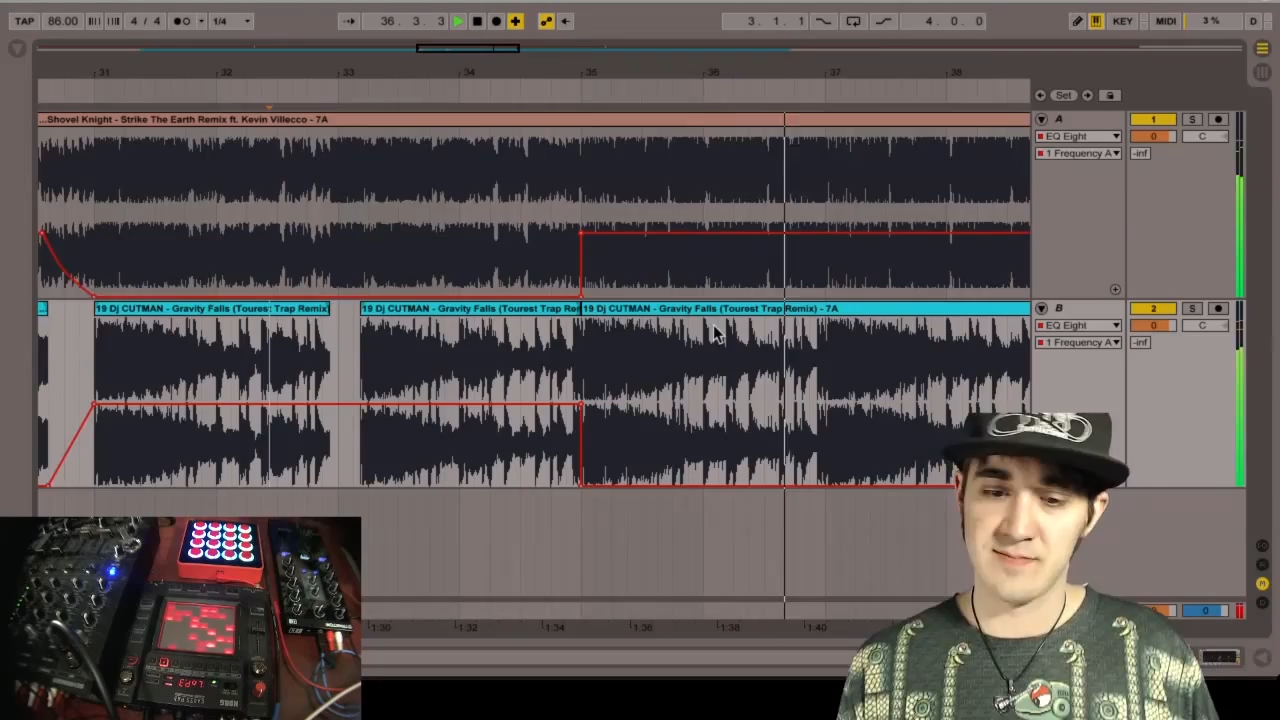 TAP 86.00 4 / 4 1/4 36. 3. 3 3. 1. 1 4. 0. 0 KEY MIDI 3 % D
31 32 33 34 35 36 37 38
Set
...Shovel Knight - Strike The Earth Remix ft. Kevin Villecco - 7A
A 1 S
EQ Eight 0 C
1 Frequency A -inf
19 Dj CUTMAN - Gravity Falls (Tourest Trap Remix)
19 Dj CUTMAN - Gravity Falls (Tourest Trap Rem
19 Dj CUTMAN - Gravity Falls (Tourest Trap Remix) - 7A
B 2 S
EQ Eight 0 C
1 Frequency A -inf
0
1:30 1:32 1:34 1:36 1:38 1:40
KORG